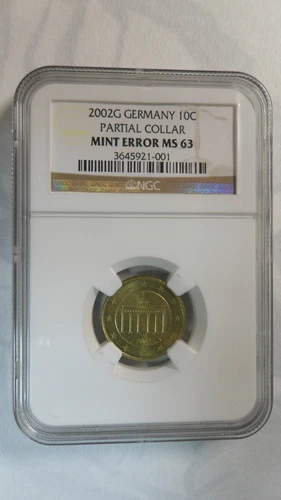 2002G GERMANY 10C
PARTIAL COLLAR
MINT ERROR MS 63
3645921-001
NGC